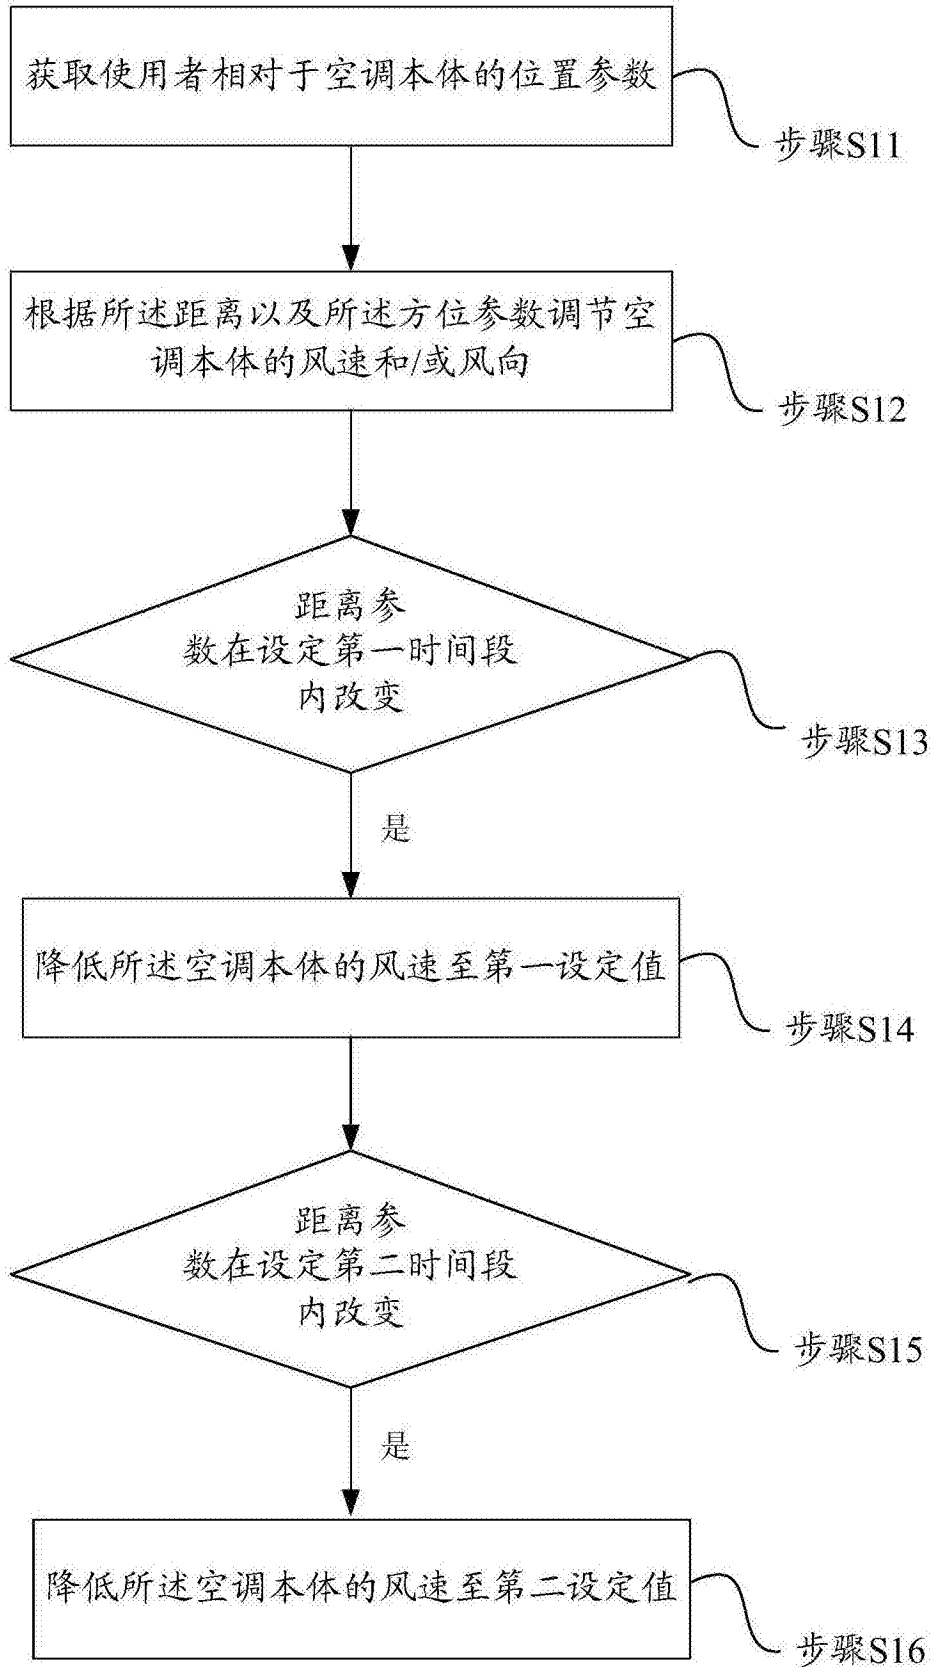 获取使用者相对于空调本体的位置参数
步骤S11
根据所述距离以及所述方位参数调节空
调本体的风速和/或风向
步骤S12
距离参
数在设定第一时间段
内改变
步骤S13
是
降低所述空调本体的风速至第一设定值
步骤S14
距离参
数在设定第二时间段
内改变
步骤S15
是
降低所述空调本体的风速至第二设定值
步骤S16